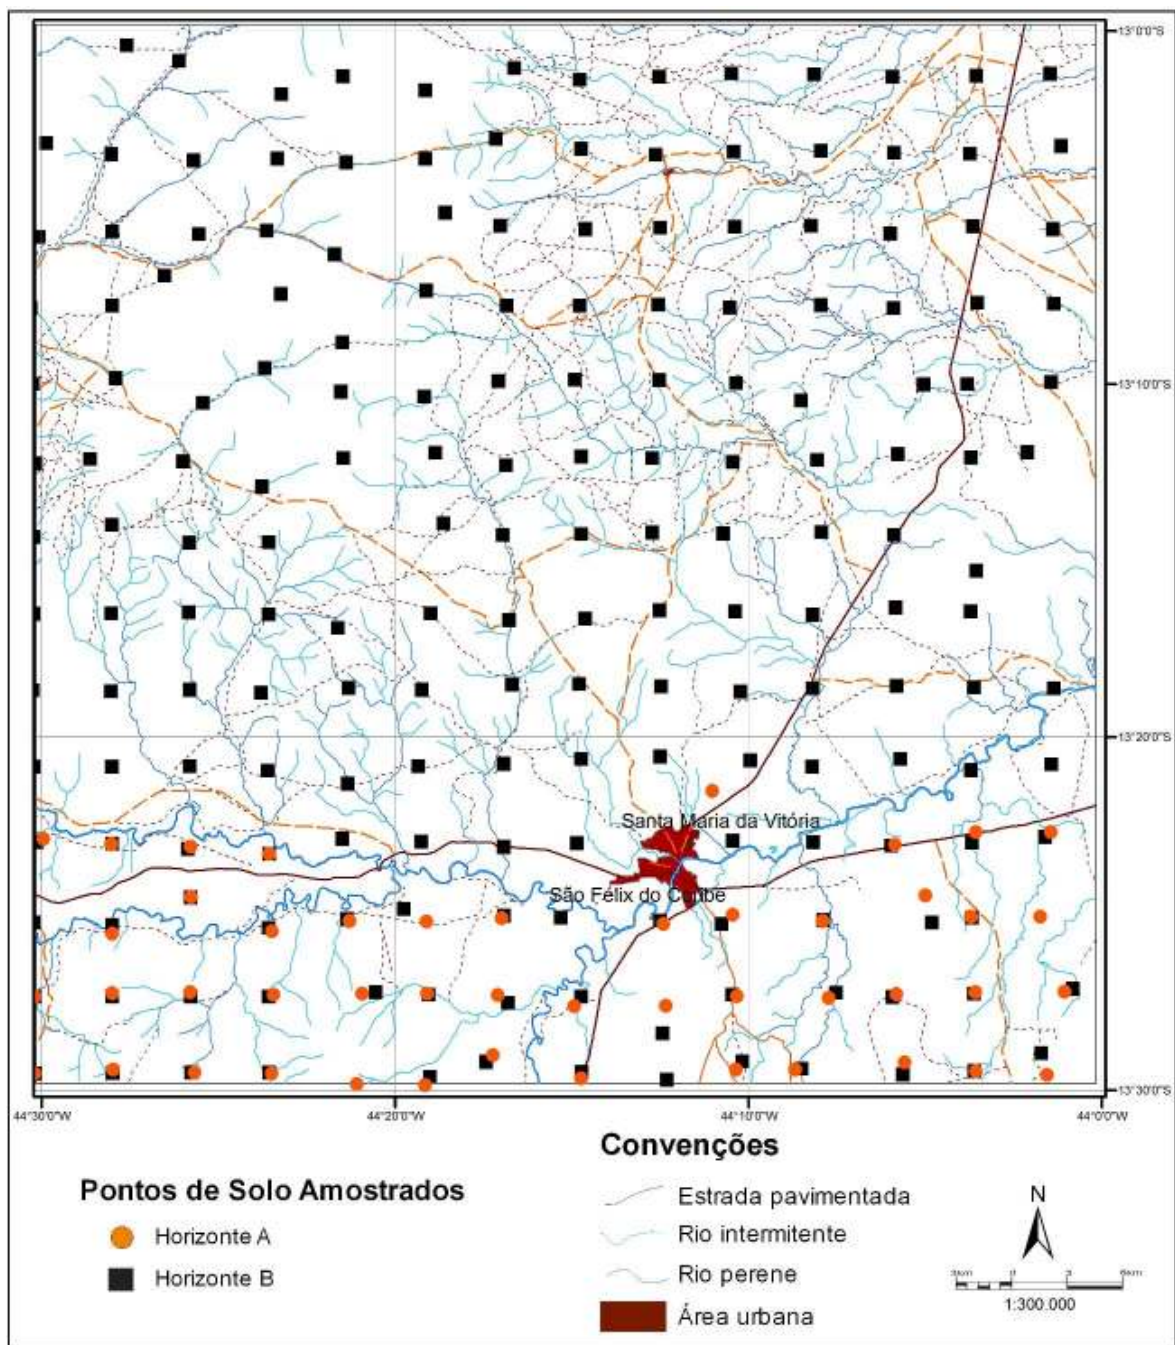 13°0'0"S
13°10'0"S
Santa Maria da Vitória
13°20'0"S
São Félix do Coribe
13°30'0"S
44°30'0"W
44°20'0"W
44°10'0"W
44°0'0"W
Convenções
Pontos de Solo Amostrados
Estrada pavimentada
N
Horizonte A
Rio intermitente
Horizonte B
Rio perene
0
1:300.000
Área urbana